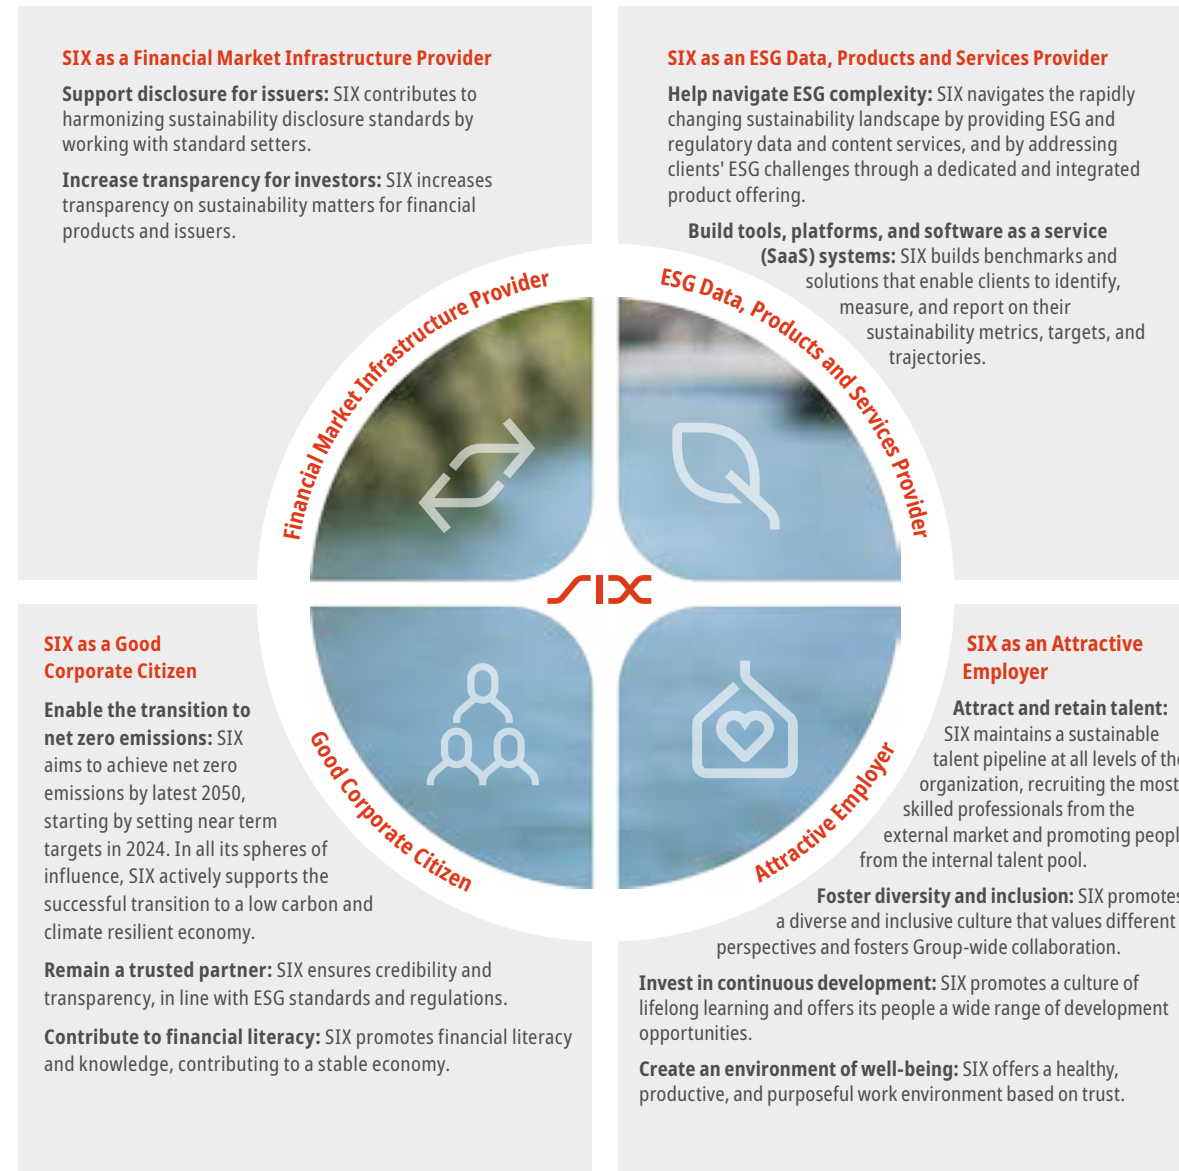 SIX as a Financial Market Infrastructure Provider
Support disclosure for issuers: SIX contributes to
harmonizing sustainability disclosure standards by
working with standard setters.
Increase transparency for investors: SIX increases
transparency on sustainability matters for financial
products and issuers.
SIX as an ESG Data, Products and Services Provider
Help navigate ESG complexity: SIX navigates the rapidly
changing sustainability landscape by providing ESG and
regulatory data and content services, and by addressing
clients' ESG challenges through a dedicated and integrated
product offering.
Build tools, platforms, and software as a service
(SaaS) systems: SIX builds benchmarks and
solutions that enable clients to identify,
measure, and report on their
sustainability metrics, targets, and
trajectories.
Financial Market Infrastructure Provider
ESG Data, Products and Services Provider
SIX
Good Corporate Citizen
Attractive Employer
SIX as a Good
Corporate Citizen
Enable the transition to
net zero emissions: SIX
aims to achieve net zero
emissions by latest 2050,
starting by setting near term
targets in 2024. In all its spheres of
influence, SIX actively supports the
successful transition to a low carbon and
climate resilient economy.
Remain a trusted partner: SIX ensures credibility and
transparency, in line with ESG standards and regulations.
Contribute to financial literacy: SIX promotes financial literacy
and knowledge, contributing to a stable economy.
SIX as an Attractive
Employer
Attract and retain talent:
SIX maintains a sustainable
talent pipeline at all levels of the
organization, recruiting the most
skilled professionals from the
external market and promoting peopl
from the internal talent pool.
Foster diversity and inclusion: SIX promotes
a diverse and inclusive culture that values different
perspectives and fosters Group-wide collaboration.
Invest in continuous development: SIX promotes a culture of
lifelong learning and offers its people a wide range of development
opportunities.
Create an environment of well-being: SIX offers a healthy,
productive, and purposeful work environment based on trust.